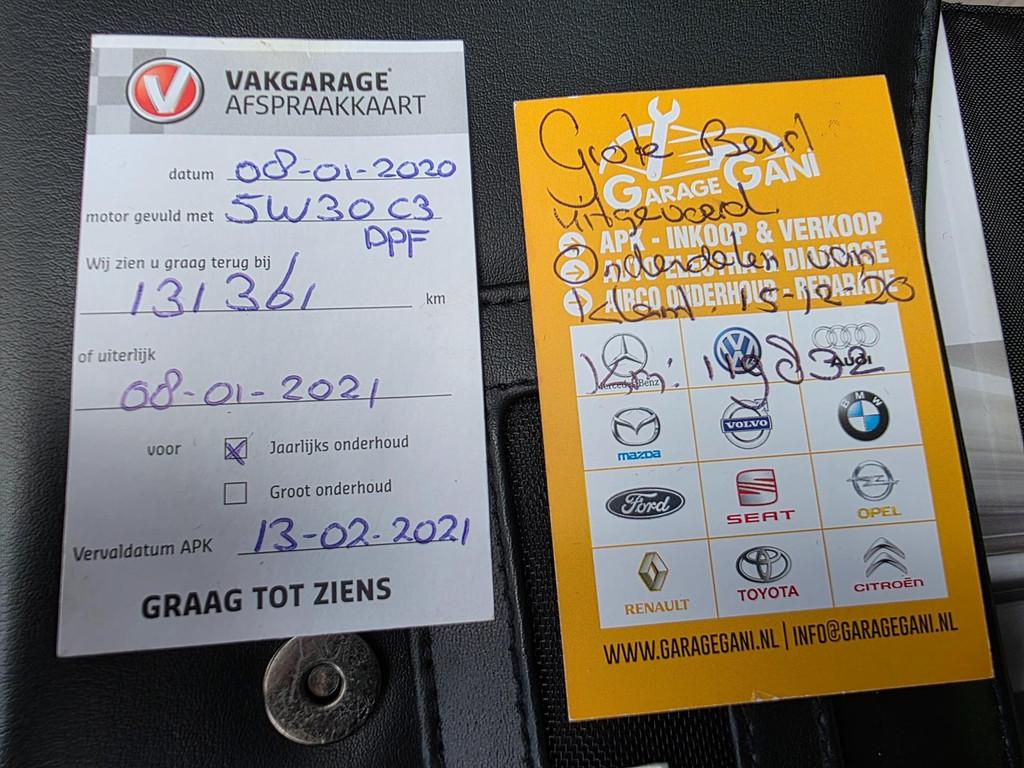 VAKGARAGE
AFSPRAAKKAART
datum 08-01-2020
motor gevuld met 5W30 C3
DPF
Wij zien u graag terug bij
131361 km
of uiterlijk
08-01-2021
voor
Jaarlijks onderhoud
Groot onderhoud
Vervaldatum APK 13-02-2021
GRAAG TOT ZIENS
Grote Beurt
GARAGE GANI
uitgevoerd
APK - INKOOP & VERKOOP
Onderdelen van
AIRCO ONDERHOUD - REPARATIE
klant. 15-12-20
Mercedes-Benz
AUDI
Km:
mazda
VOLVO
BMW
Ford
SEAT
OPEL
RENAULT
TOYOTA
CITROËN
WWW.GARAGEGANI.NL | INFO@GARAGEGANI.NL